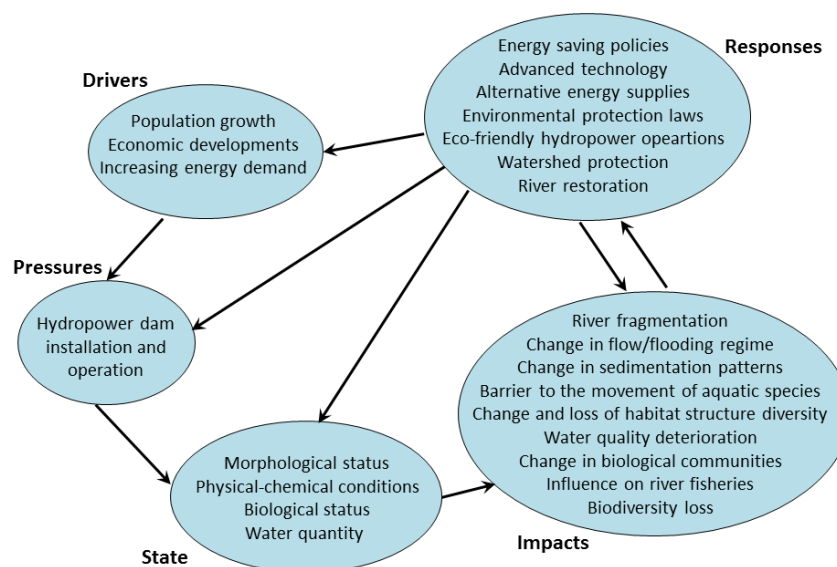 Drivers
Population growth
Economic developments
Increasing energy demand
Responses
Energy saving policies
Advanced technology
Alternative energy supplies
Environmental protection laws
Eco-friendly hydropower opeartions
Watershed protection
River restoration
Pressures
Hydropower dam
installation and
operation
State
Morphological status
Physical-chemical conditions
Biological status
Water quantity
Impacts
River fragmentation
Change in flow/flooding regime
Change in sedimentation patterns
Barrier to the movement of aquatic species
Change and loss of habitat structure diversity
Water quality deterioration
Change in biological communities
Influence on river fisheries
Biodiversity loss